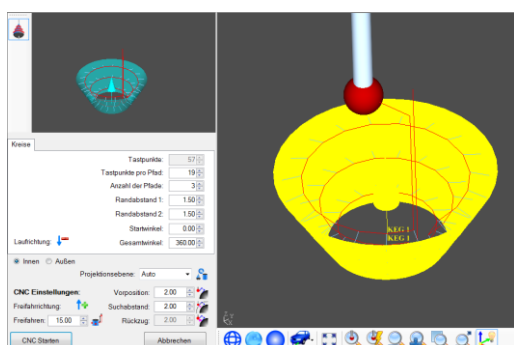 Kreise
Tastpunkte: 57
Tastpunkte pro Pfad: 19
Anzahl der Pfade: 3
Randabstand 1: 1.50
Randabstand 2: 1.50
Startwinkel: 0.00
Laufrichtung: Gesamtwinkel: 360.00
Innen Außen
Projektionsebene: Auto
CNC Einstellungen: Vorposition: 2.00
Freifahrrichtung: Suchabstand: 2.00
Freifahren: 15.00 Rückzug: 2.00
CNC Starten Abbrechen
KEG 1
KEG 1